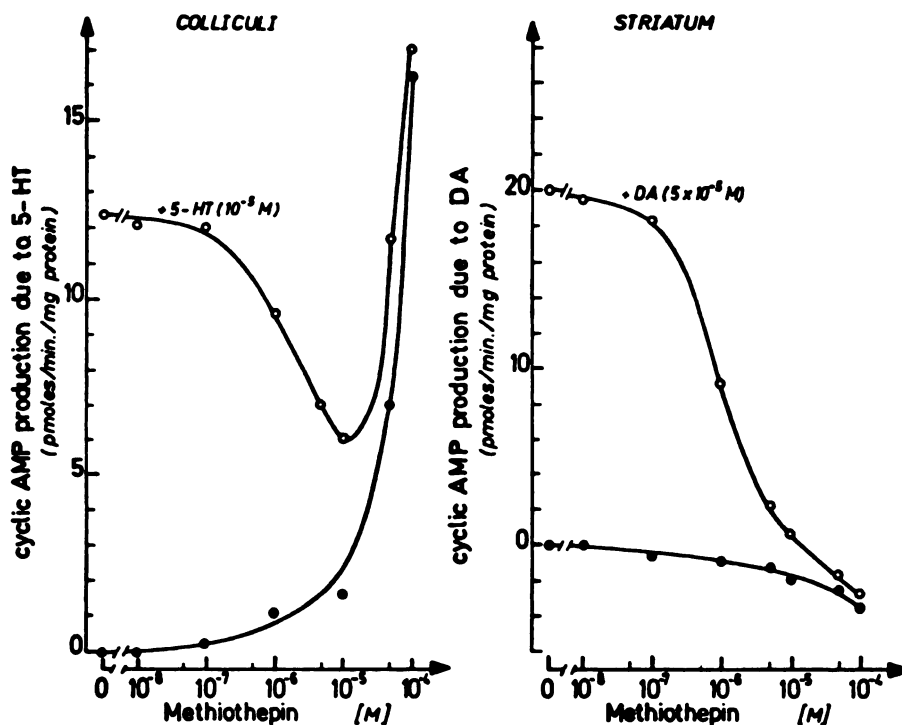 COLLICULI
cyclic AMP production due to 5-HT
(pmoles/min./mg protein)
15
10
5
0
+ 5-HT (10⁻⁵ M)
0 10⁻⁸ 10⁻⁷ 10⁻⁶ 10⁻⁵ 10⁻⁴
Methiothepin [M]
STRIATUM
cyclic AMP production due to DA
(pmoles/min./mg protein)
20
10
0
+ DA (5 x 10⁻⁵ M)
0 10⁻⁸ 10⁻⁷ 10⁻⁶ 10⁻⁵ 10⁻⁴
Methiothepin [M]